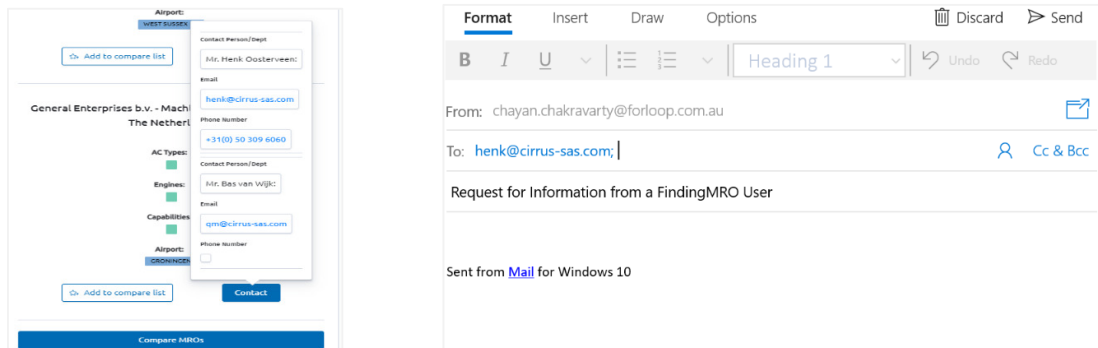 Airport:
WEST SUSSEX
Add to compare list
General Enterprises b.v. - Mach
The Netherl
AC Types:
Engines:
Capabilities
Airport:
GRONINGEN
Add to compare list
Contact Person/Dept
Mr. Henk Oosterveen:
Email
henk@cirrus-sas.com
Phone Number
+31(0) 50 309 6060
Contact Person/Dept
Mr. Bas van Wijk:
Email
qm@cirrus-sas.com
Phone Number
Contact
Compare MROs
Format Insert Draw Options Discard Send
B I U Heading 1 Undo Redo
From: chayan.chakravarty@forloop.com.au
To: henk@cirrus-sas.com; Cc & Bcc
Request for Information from a FindingMRO User
Sent from Mail for Windows 10